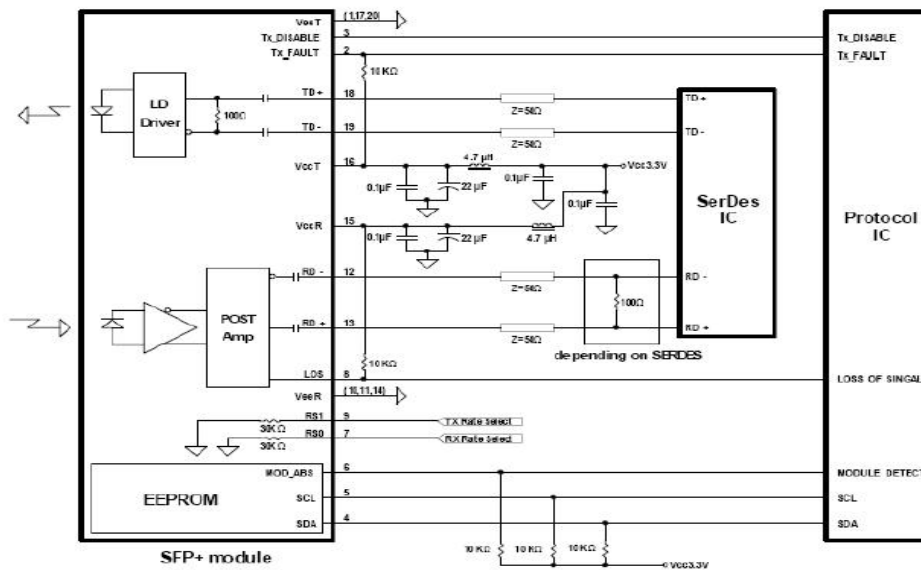 VeeT (1,17,20)
Tx_DISABLE 3 Tx_DISABLE
Tx_FAULT 2 Tx_FAULT
10 KΩ
LD Driver
100Ω
TD+ 18 Z=50Ω TD+
TD- 19 Z=50Ω TD-
VccT 16
4.7 μH
Vcc3.3V
0.1μF
22 μF
0.1μF
0.1μF
SerDes IC
Protocol IC
VccR 15
0.1μF
22 μF
4.7 μH
RD - 12 Z=50Ω RD -
POST Amp
100Ω
RD + 13 Z=50Ω RD +
depending on SERDES
10 KΩ
LOS 8 LOSS OF SINGAL
VeeR (10,11,14)
RS1 9 TX Rate Select
30KΩ
RS0 7 RX Rate Select
30KΩ
EEPROM
MOD_ABS 6 MODULE DETECT
SCL 5 SCL
SDA 4 SDA
10 KΩ 10 KΩ 10 KΩ
Vcc3.3V
SFP+ module